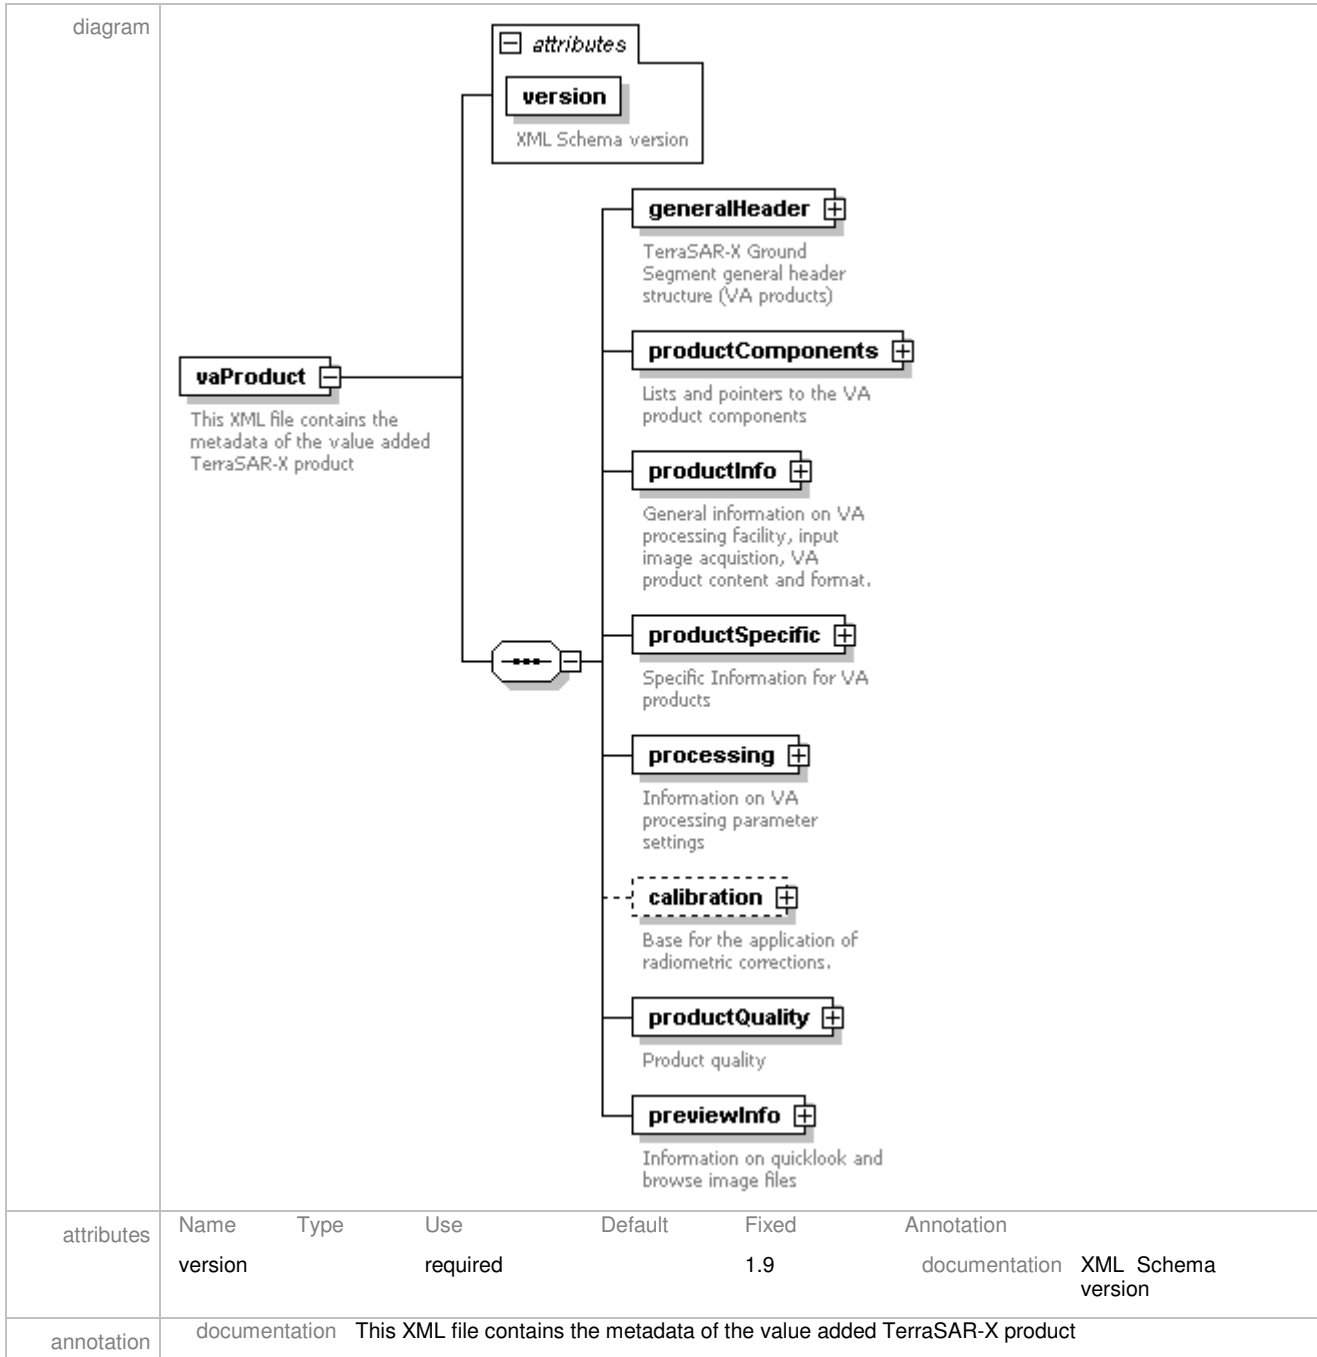 diagram
attributes
version
XML Schema version
generalHeader
TerraSAR-X Ground
Segment general header
structure (VA products)
productComponents
Lists and pointers to the VA
product components
vaProduct
This XML file contains the
metadata of the value added
TerraSAR-X product
productInfo
General information on VA
processing facility, input
image acquistion, VA
product content and format.
productSpecific
Specific Information for VA
products
processing
Information on VA
processing parameter
settings
calibration
Base for the application of
radiometric corrections.
productQuality
Product quality
previewInfo
Information on quicklook and
browse image files
attributes
Name Type Use Default Fixed Annotation
version required 1.9 documentation XML Schema
version
annotation
documentation This XML file contains the metadata of the value added TerraSAR-X product